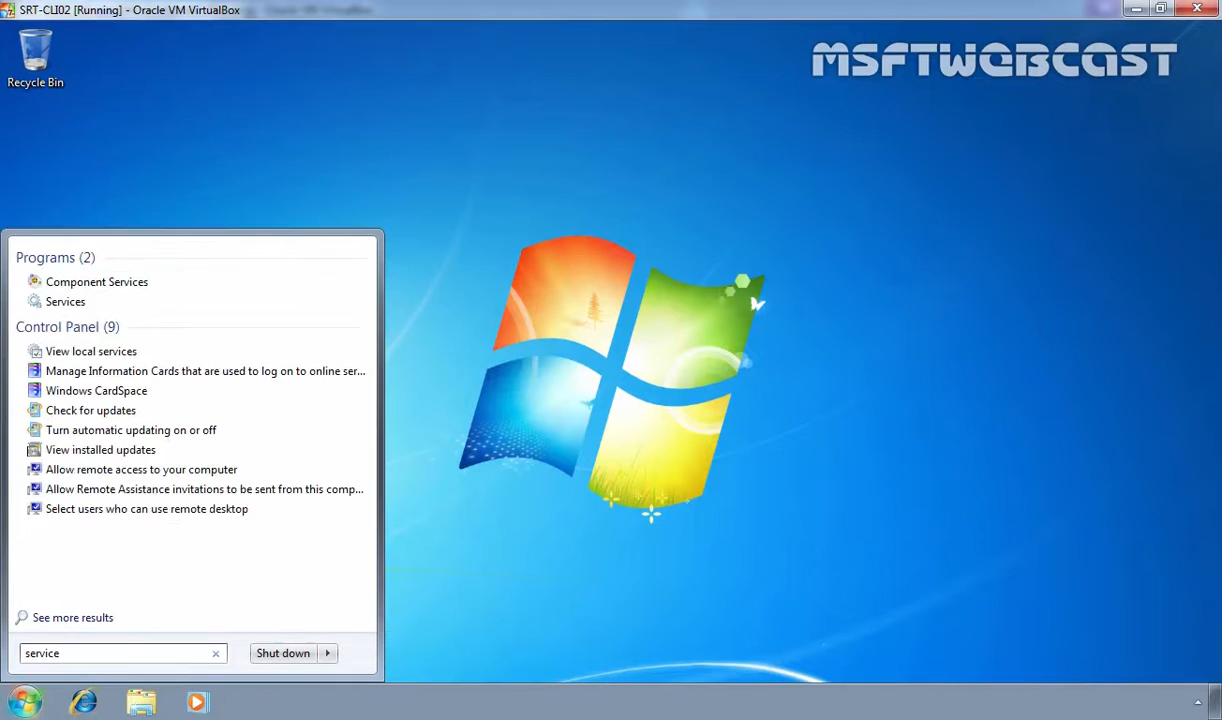 SRT-CLI02 [Running] - Oracle VM VirtualBox
MSFTWEBCAST
Recycle Bin
Programs (2)
Component Services
Services
Control Panel (9)
View local services
Manage Information Cards that are used to log on to online ser...
Windows CardSpace
Check for updates
Turn automatic updating on or off
View installed updates
Allow remote access to your computer
Allow Remote Assistance invitations to be sent from this comp...
Select users who can use remote desktop
See more results
service
Shut down